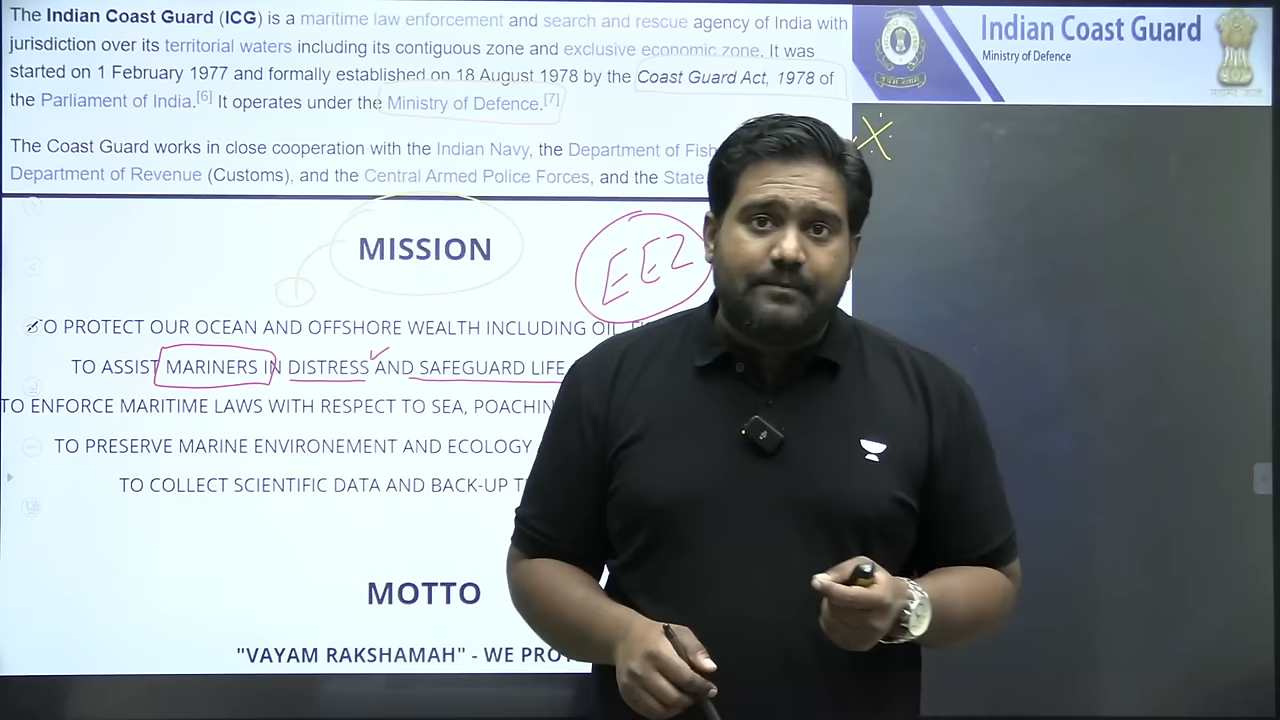 The Indian Coast Guard (ICG) is a maritime law enforcement and search and rescue agency of India with
jurisdiction over its territorial waters including its contiguous zone and exclusive economic zone. It was
started on 1 February 1977 and formally established on 18 August 1978 by the Coast Guard Act, 1978 of
the Parliament of India.[6] It operates under the Ministry of Defence.[7]
The Coast Guard works in close cooperation with the Indian Navy, the Department of Fish
Department of Revenue (Customs), and the Central Armed Police Forces, and the State
Indian Coast Guard
Ministry of Defence
X
MISSION
EEZ
TO PROTECT OUR OCEAN AND OFFSHORE WEALTH INCLUDING OIL,
TO ASSIST MARINERS IN DISTRESS AND SAFEGUARD LIFE
TO ENFORCE MARITIME LAWS WITH RESPECT TO SEA, POACHIN
TO PRESERVE MARINE ENVIRONEMENT AND ECOLOGY
TO COLLECT SCIENTIFIC DATA AND BACK-UP
MOTTO
"VAYAM RAKSHAMAH" - WE PRO